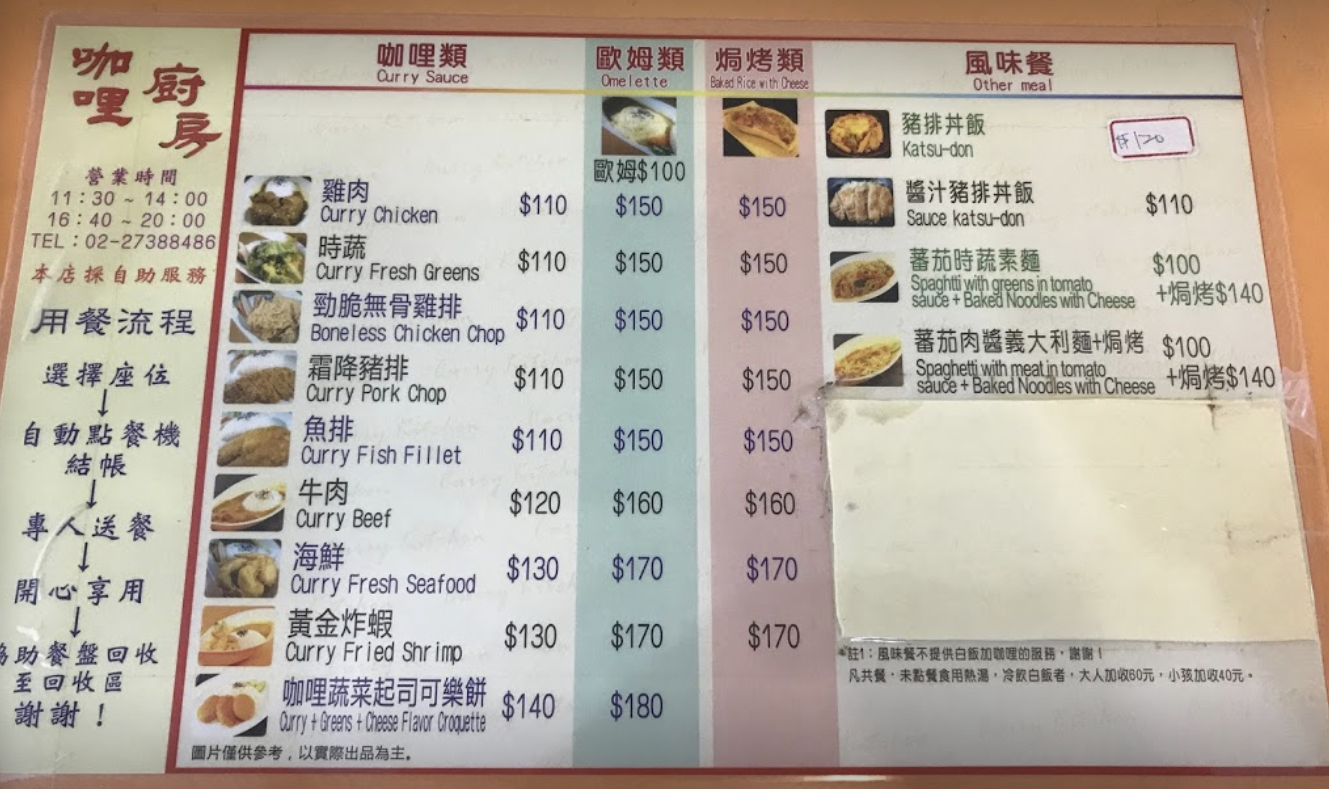 咖哩
廚房
營業時間
11:30 ~ 14:00
16:40 ~ 20:00
TEL:02-27388486
本店採自助服務
用餐流程
選擇座位
↓
自動點餐機
結帳
↓
專人送餐
↓
開心享用
↓
助餐盤回收
至回收區
謝謝!
咖哩類
Curry Sauce
歐姆類
Omelette
焗烤類
Baked Rice with Cheese
歐姆$100
雞肉 $110 $150 $150
Curry Chicken
時蔬 $110 $150 $150
Curry Fresh Greens
勁脆無骨雞排 $110 $150 $150
Boneless Chicken Chop
霜降豬排 $110 $150 $150
Curry Pork Chop
魚排 $110 $150 $150
Curry Fish Fillet
牛肉 $120 $160 $160
Curry Beef
海鮮 $130 $170 $170
Curry Fresh Seafood
黃金炸蝦 $130 $170 $170
Curry Fried Shrimp
咖哩蔬菜起司可樂餅 $140 $180
Curry + Greens + Cheese Flavor Croquette
圖片僅供參考,以實際出品為主。
風味餐
Other meal
豬排丼飯 $120
Katsu-don
醬汁豬排丼飯 $110
Sauce katsu-don
蕃茄時蔬素麵 $100
Spaghtti with greens in tomato
sauce + Baked Noodles with Cheese +焗烤$140
蕃茄肉醬義大利麵+焗烤 $100
Spaghetti with meat in tomato
sauce + Baked Noodles with Cheese +焗烤$140
註1:風味餐不提供白飯加咖哩的服務,謝謝!
凡共餐,未點餐食用熱湯,冷飲白飯者,大人加收60元,小孩加收40元。